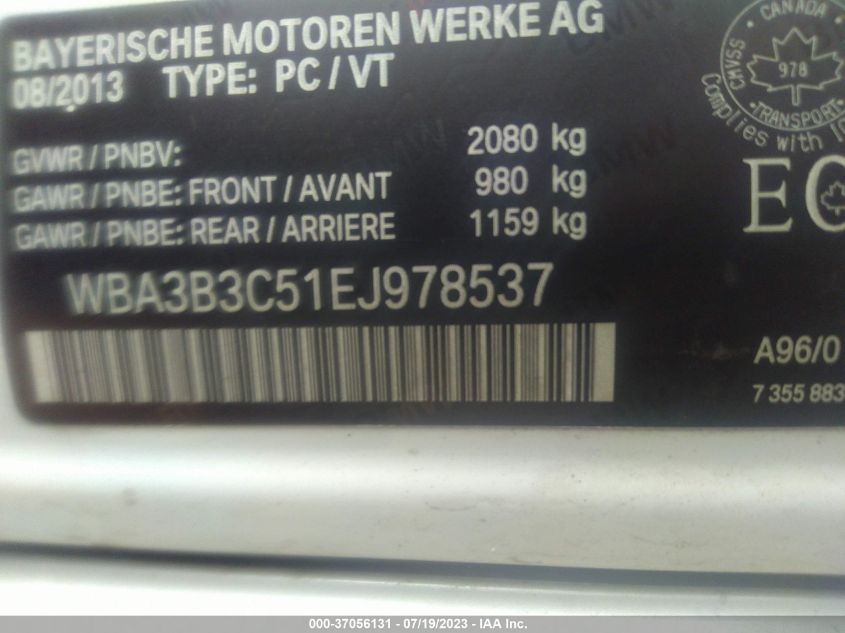 BAYERISCHE MOTOREN WERKE AG
08/2013 TYPE: PC / VT
GVWR / PNBV: 2080 kg
GAWR / PNBE: FRONT / AVANT 980 kg
GAWR / PNBE: REAR / ARRIERE 1159 kg
WBA3B3C51EJ978537
CANADA
CMVSS
978
TRANSPORT
Complies with
A96/0
7 355 883
000-37056131 - 07/19/2023 - IAA Inc.